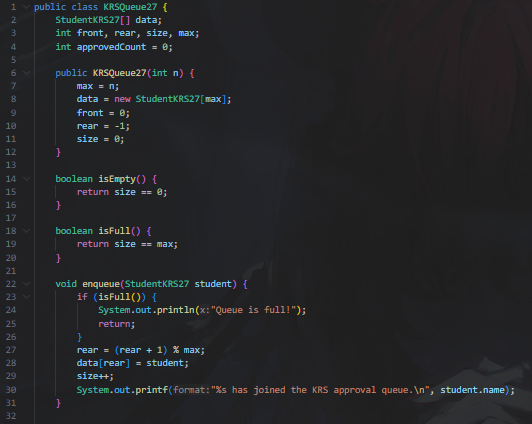 1 public class KRSQueue27 {
2 StudentKRS27[] data;
3 int front, rear, size, max;
4 int approvedCount = 0;
5
6 public KRSQueue27(int n) {
7 max = n;
8 data = new StudentKRS27[max];
9 front = 0;
10 rear = -1;
11 size = 0;
12 }
13
14 boolean isEmpty() {
15 return size == 0;
16 }
17
18 boolean isFull() {
19 return size == max;
20 }
21
22 void enqueue(StudentKRS27 student) {
23 if (isFull()) {
24 System.out.println(x:"Queue is full!");
25 return;
26 }
27 rear = (rear + 1) % max;
28 data[rear] = student;
29 size++;
30 System.out.printf(format:"%s has joined the KRS approval queue.\n", student.name);
31 }
32